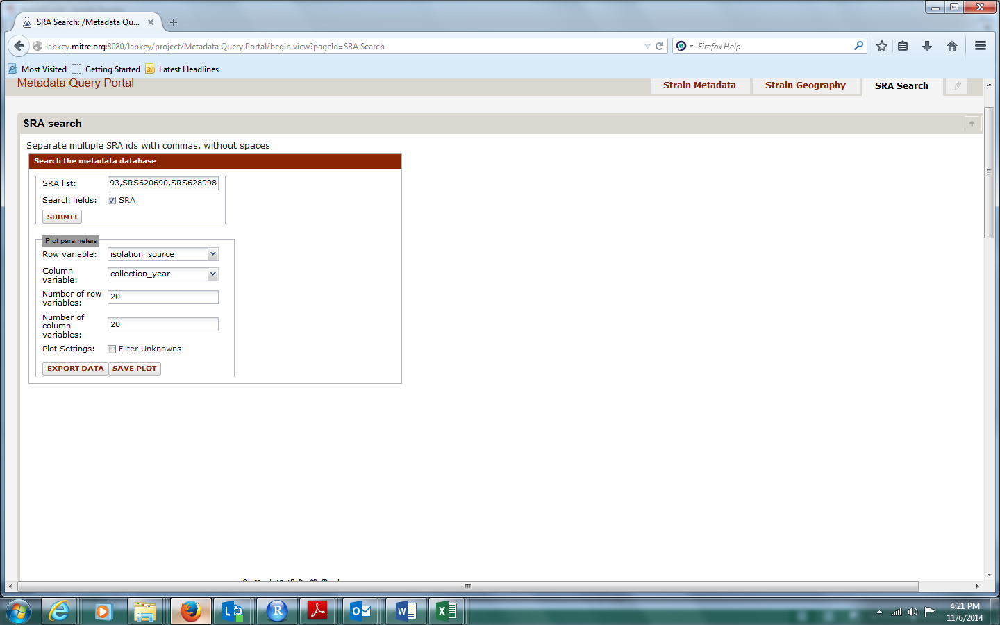 SRA Search: /Metadata Qu...
labkey.mitre.org:8080/labkey/project/Metadata Query Portal/begin.view?pageId=SRA Search
Firefox Help
Most Visited Getting Started Latest Headlines
Metadata Query Portal
Strain Metadata Strain Geography SRA Search
SRA search
Separate multiple SRA ids with commas, without spaces
Search the metadata database
SRA list: 93,SRS620690,SRS628998
Search fields: SRA
SUBMIT
Plot parameters
Row variable: isolation_source
Column
variable: collection_year
Number of row
variables: 20
Number of
column
variables: 20
Plot Settings: Filter Unknowns
EXPORT DATA SAVE PLOT
4:21 PM
11/6/2014